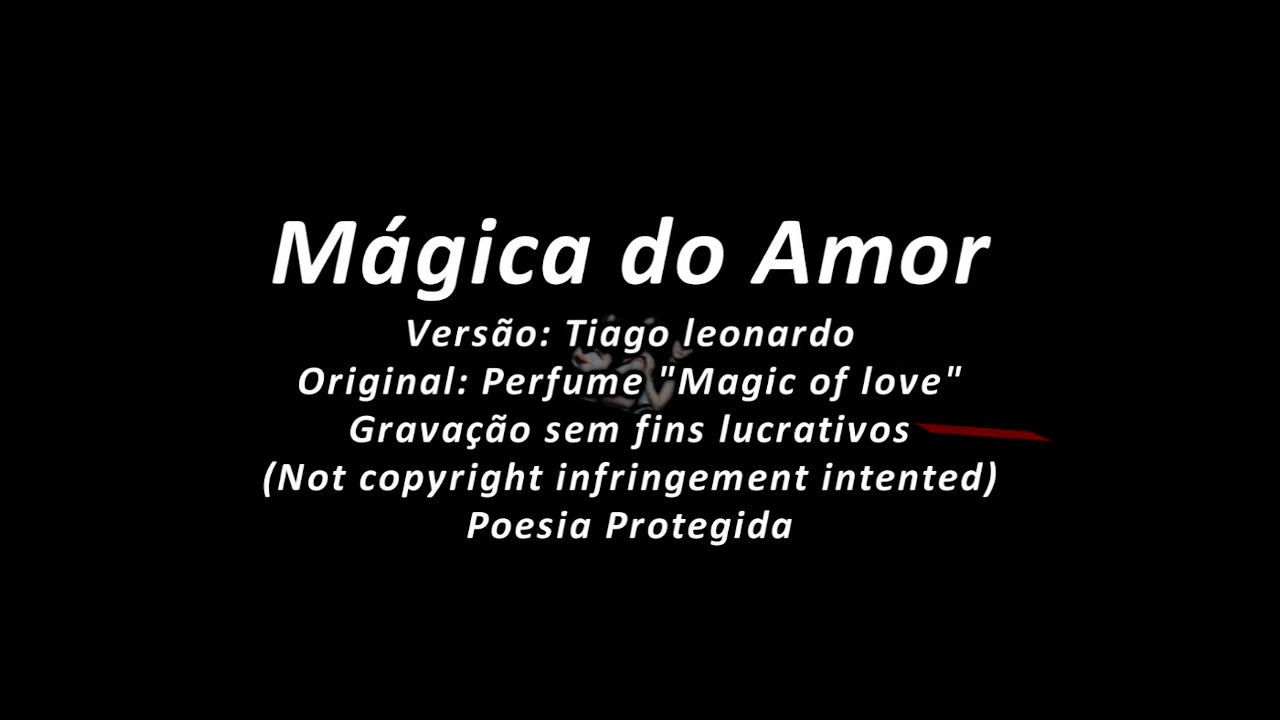 Mágica do Amor
Versão: Tiago leonardo
Original: Perfume "Magic of love"
Gravação sem fins lucrativos
(Not copyright infringement intented)
Poesia Protegida